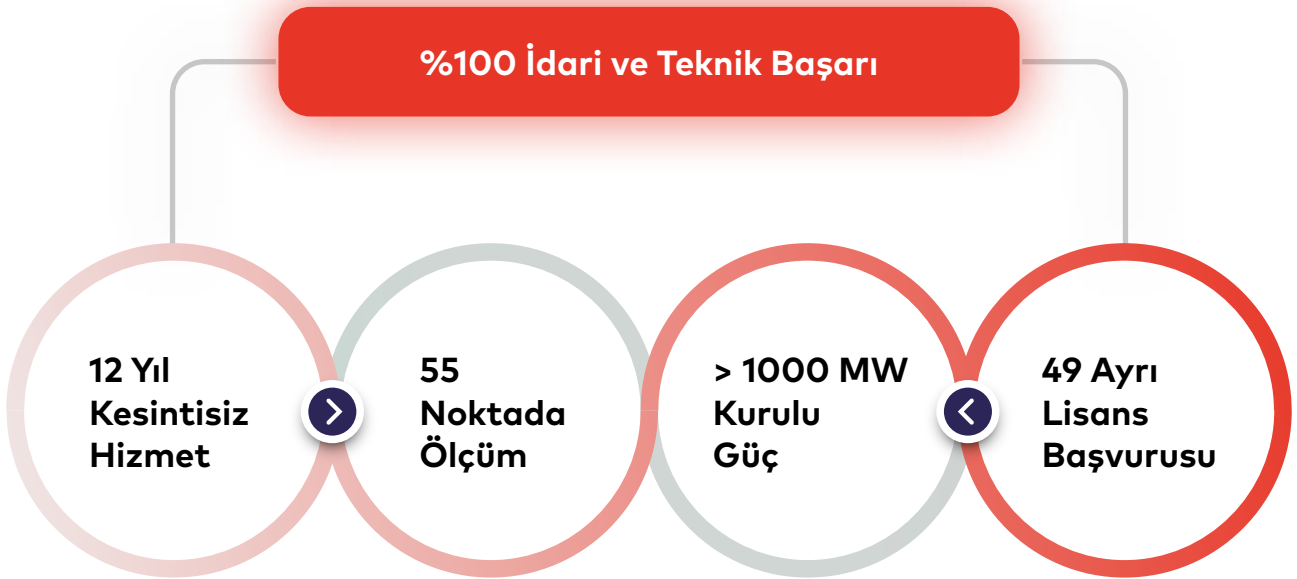 %100 İdari ve Teknik Başarı
12 Yıl
Kesintisiz
Hizmet
55
Noktada
Ölçüm
> 1000 MW
Kurulu
Güç
49 Ayrı
Lisans
Başvurusu